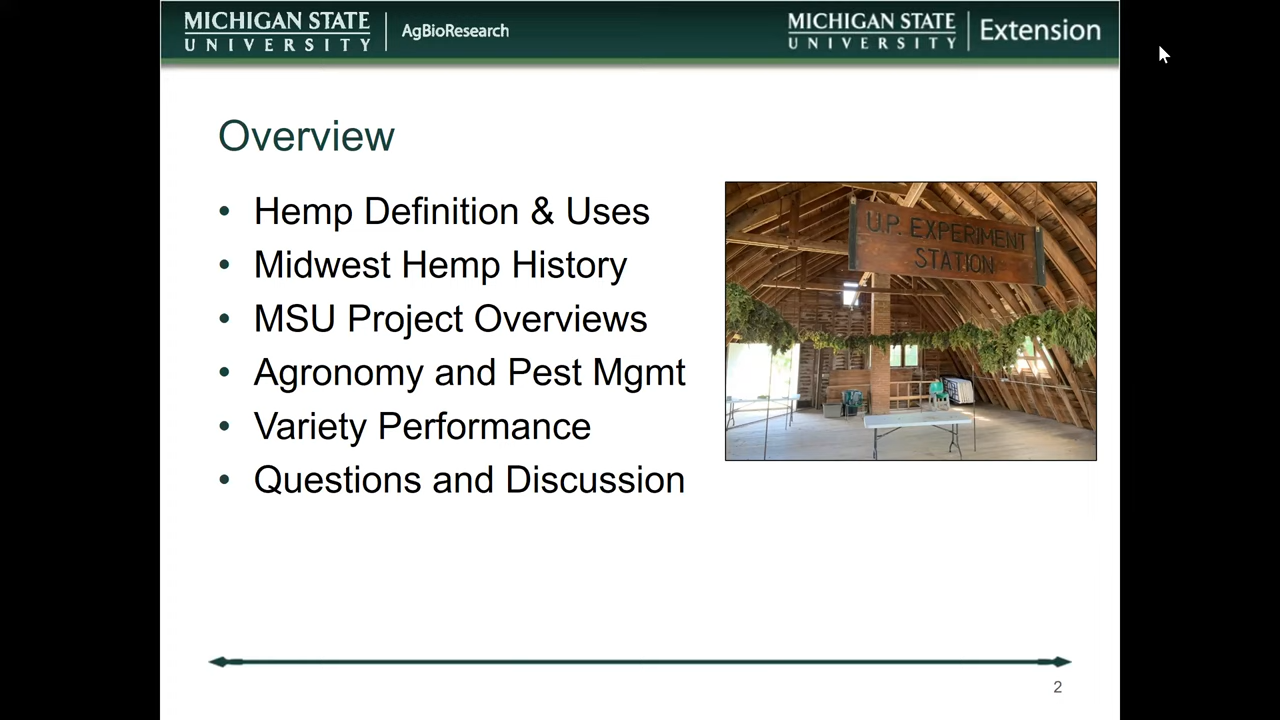 MICHIGAN STATE
UNIVERSITY
AgBioResearch
MICHIGAN STATE
UNIVERSITY
Extension
Overview
• Hemp Definition & Uses
• Midwest Hemp History
• MSU Project Overviews
• Agronomy and Pest Mgmt
• Variety Performance
• Questions and Discussion
U.P. EXPERIMENT
STATION
2